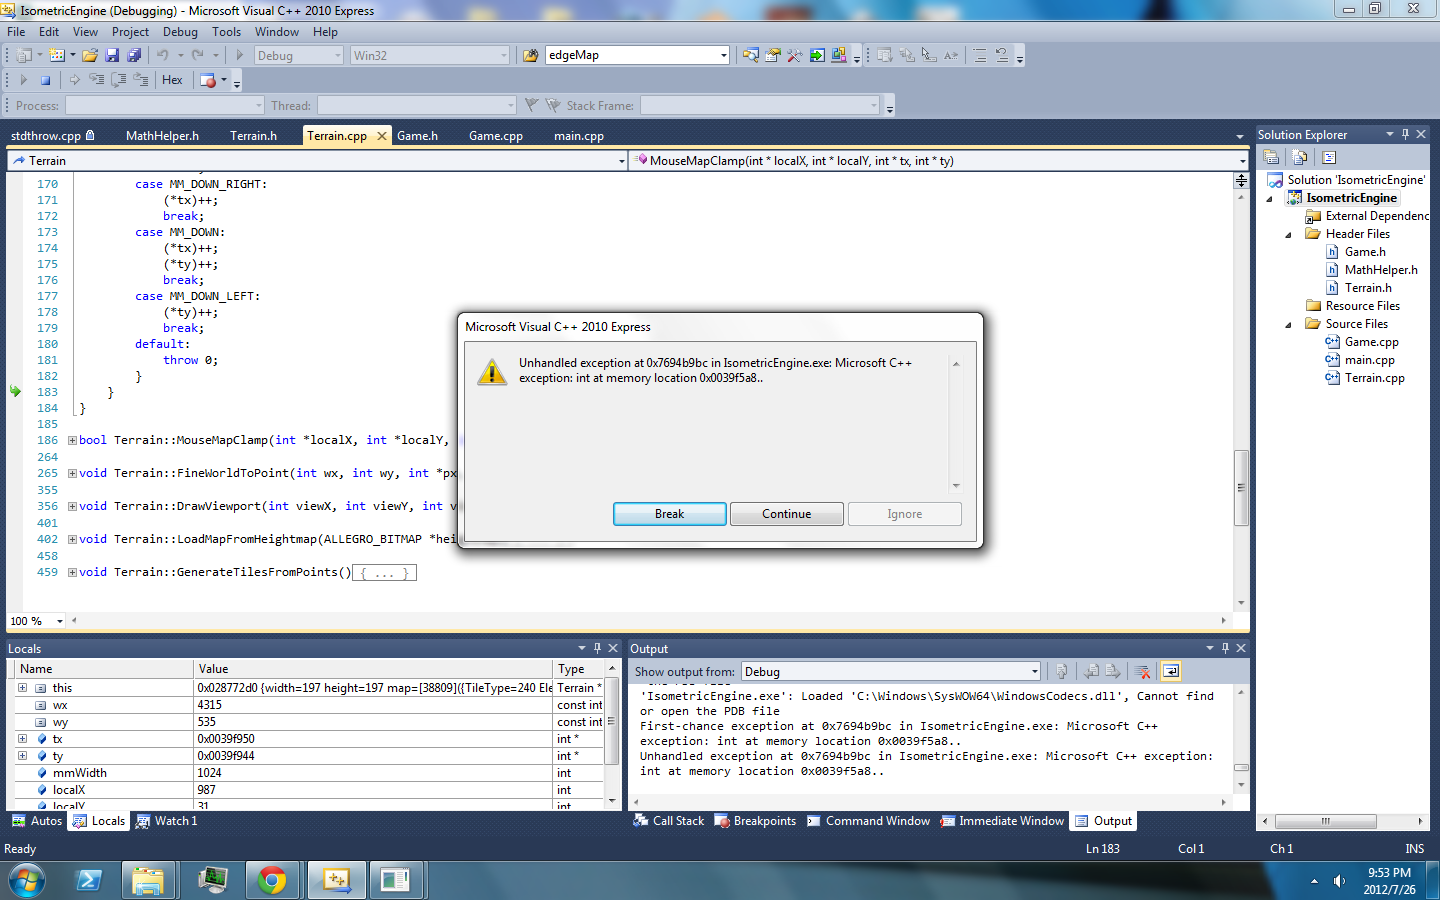 IsometricEngine (Debugging) - Microsoft Visual C++ 2010 Express
File Edit View Project Debug Tools Window Help
Debug Win32 edgeMap
Hex
Process: Thread: Stack Frame:
stdthrow.cpp MathHelper.h Terrain.h Terrain.cpp Game.h Game.cpp main.cpp
Terrain MouseMapClamp(int * localX, int * localY, int * tx, int * ty)
170 case MM_DOWN_RIGHT:
171 (*tx)++;
172 break;
173 case MM_DOWN:
174 (*tx)++;
175 (*ty)++;
176 break;
177 case MM_DOWN_LEFT:
178 (*ty)++;
179 break;
180 default:
181 throw 0;
182 }
183 }
184 }
185
186 bool Terrain::MouseMapClamp(int *localX, int *localY,
264
265 void Terrain::FineWorldToPoint(int wx, int wy, int *px
355
356 void Terrain::DrawViewport(int viewX, int viewY, int v
401
402 void Terrain::LoadMapFromHeightmap(ALLEGRO_BITMAP *hei
458
459 void Terrain::GenerateTilesFromPoints(){ ... }
100 %
Microsoft Visual C++ 2010 Express
Unhandled exception at 0x7694b9bc in IsometricEngine.exe: Microsoft C++
exception: int at memory location 0x0039f5a8..
Break Continue Ignore
Solution Explorer
Solution 'IsometricEngine'
IsometricEngine
External Dependenc
Header Files
Game.h
MathHelper.h
Terrain.h
Resource Files
Source Files
Game.cpp
main.cpp
Terrain.cpp
Locals
Name Value Type
this 0x028772d0 {width=197 height=197 map=[38809]({TileType=240 Ele Terrain *
wx 4315 const int
wy 535 const int
tx 0x0039f950 int *
ty 0x0039f944 int *
mmWidth 1024 int
localX 987 int
localY 31 int
Autos Locals Watch 1
Output
Show output from: Debug
'IsometricEngine.exe': Loaded 'C:\Windows\SysWOW64\WindowsCodecs.dll', Cannot find
or open the PDB file
First-chance exception at 0x7694b9bc in IsometricEngine.exe: Microsoft C++
exception: int at memory location 0x0039f5a8..
Unhandled exception at 0x7694b9bc in IsometricEngine.exe: Microsoft C++ exception:
int at memory location 0x0039f5a8..
Call Stack Breakpoints Command Window Immediate Window Output
Ready Ln 183 Col 1 Ch 1 INS
9:53 PM
2012/7/26